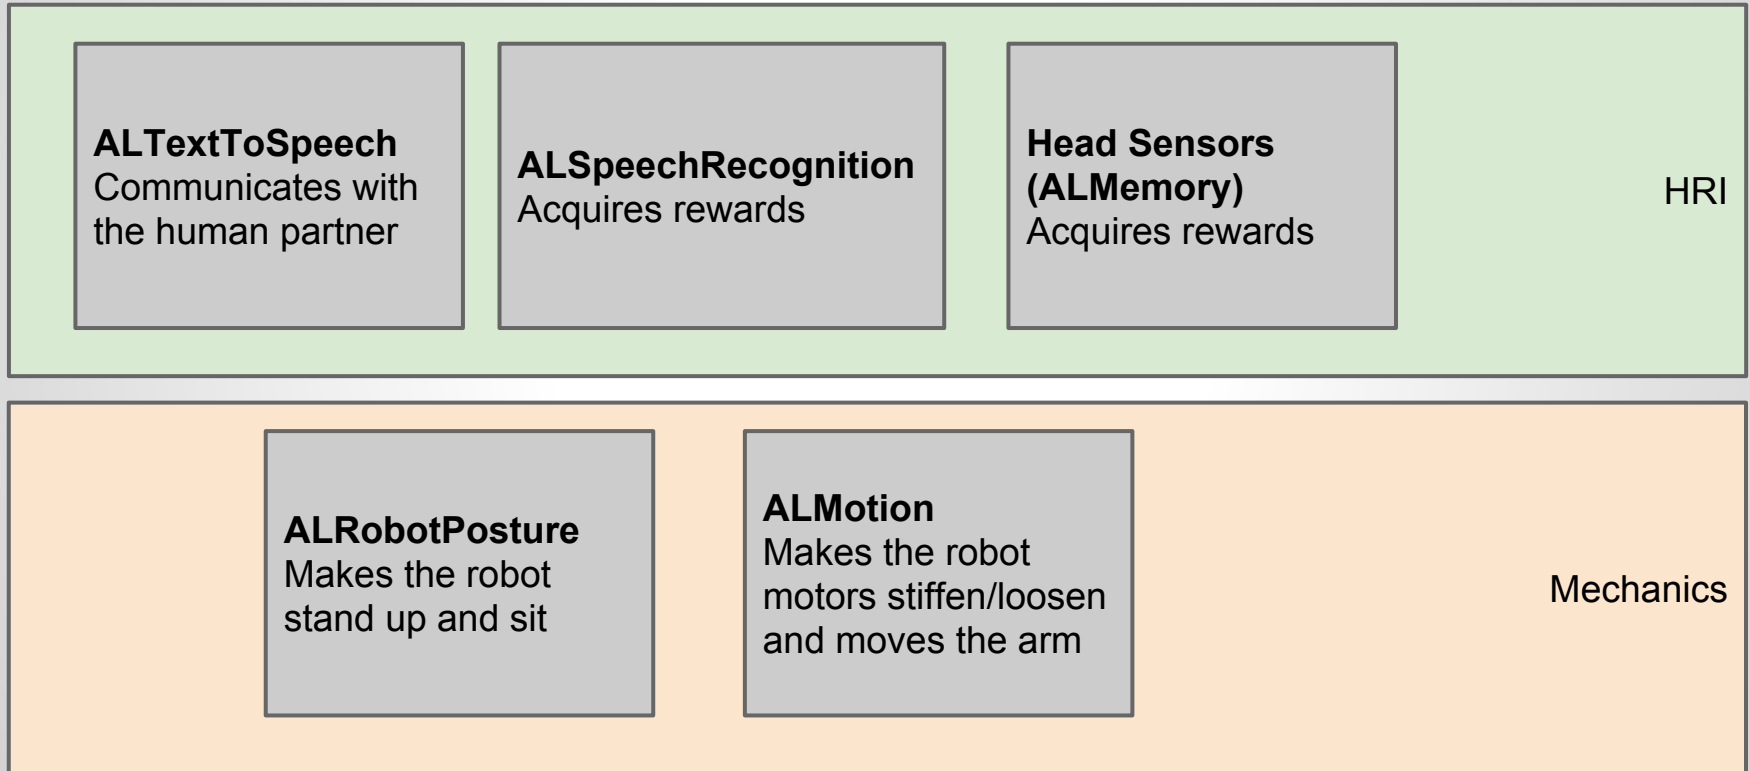 ALTextToSpeech
Communicates with
the human partner
ALSpeechRecognition
Acquires rewards
Head Sensors
(ALMemory)
Acquires rewards
HRI
ALRobotPosture
Makes the robot
stand up and sit
ALMotion
Makes the robot
motors stiffen/loosen
and moves the arm
Mechanics